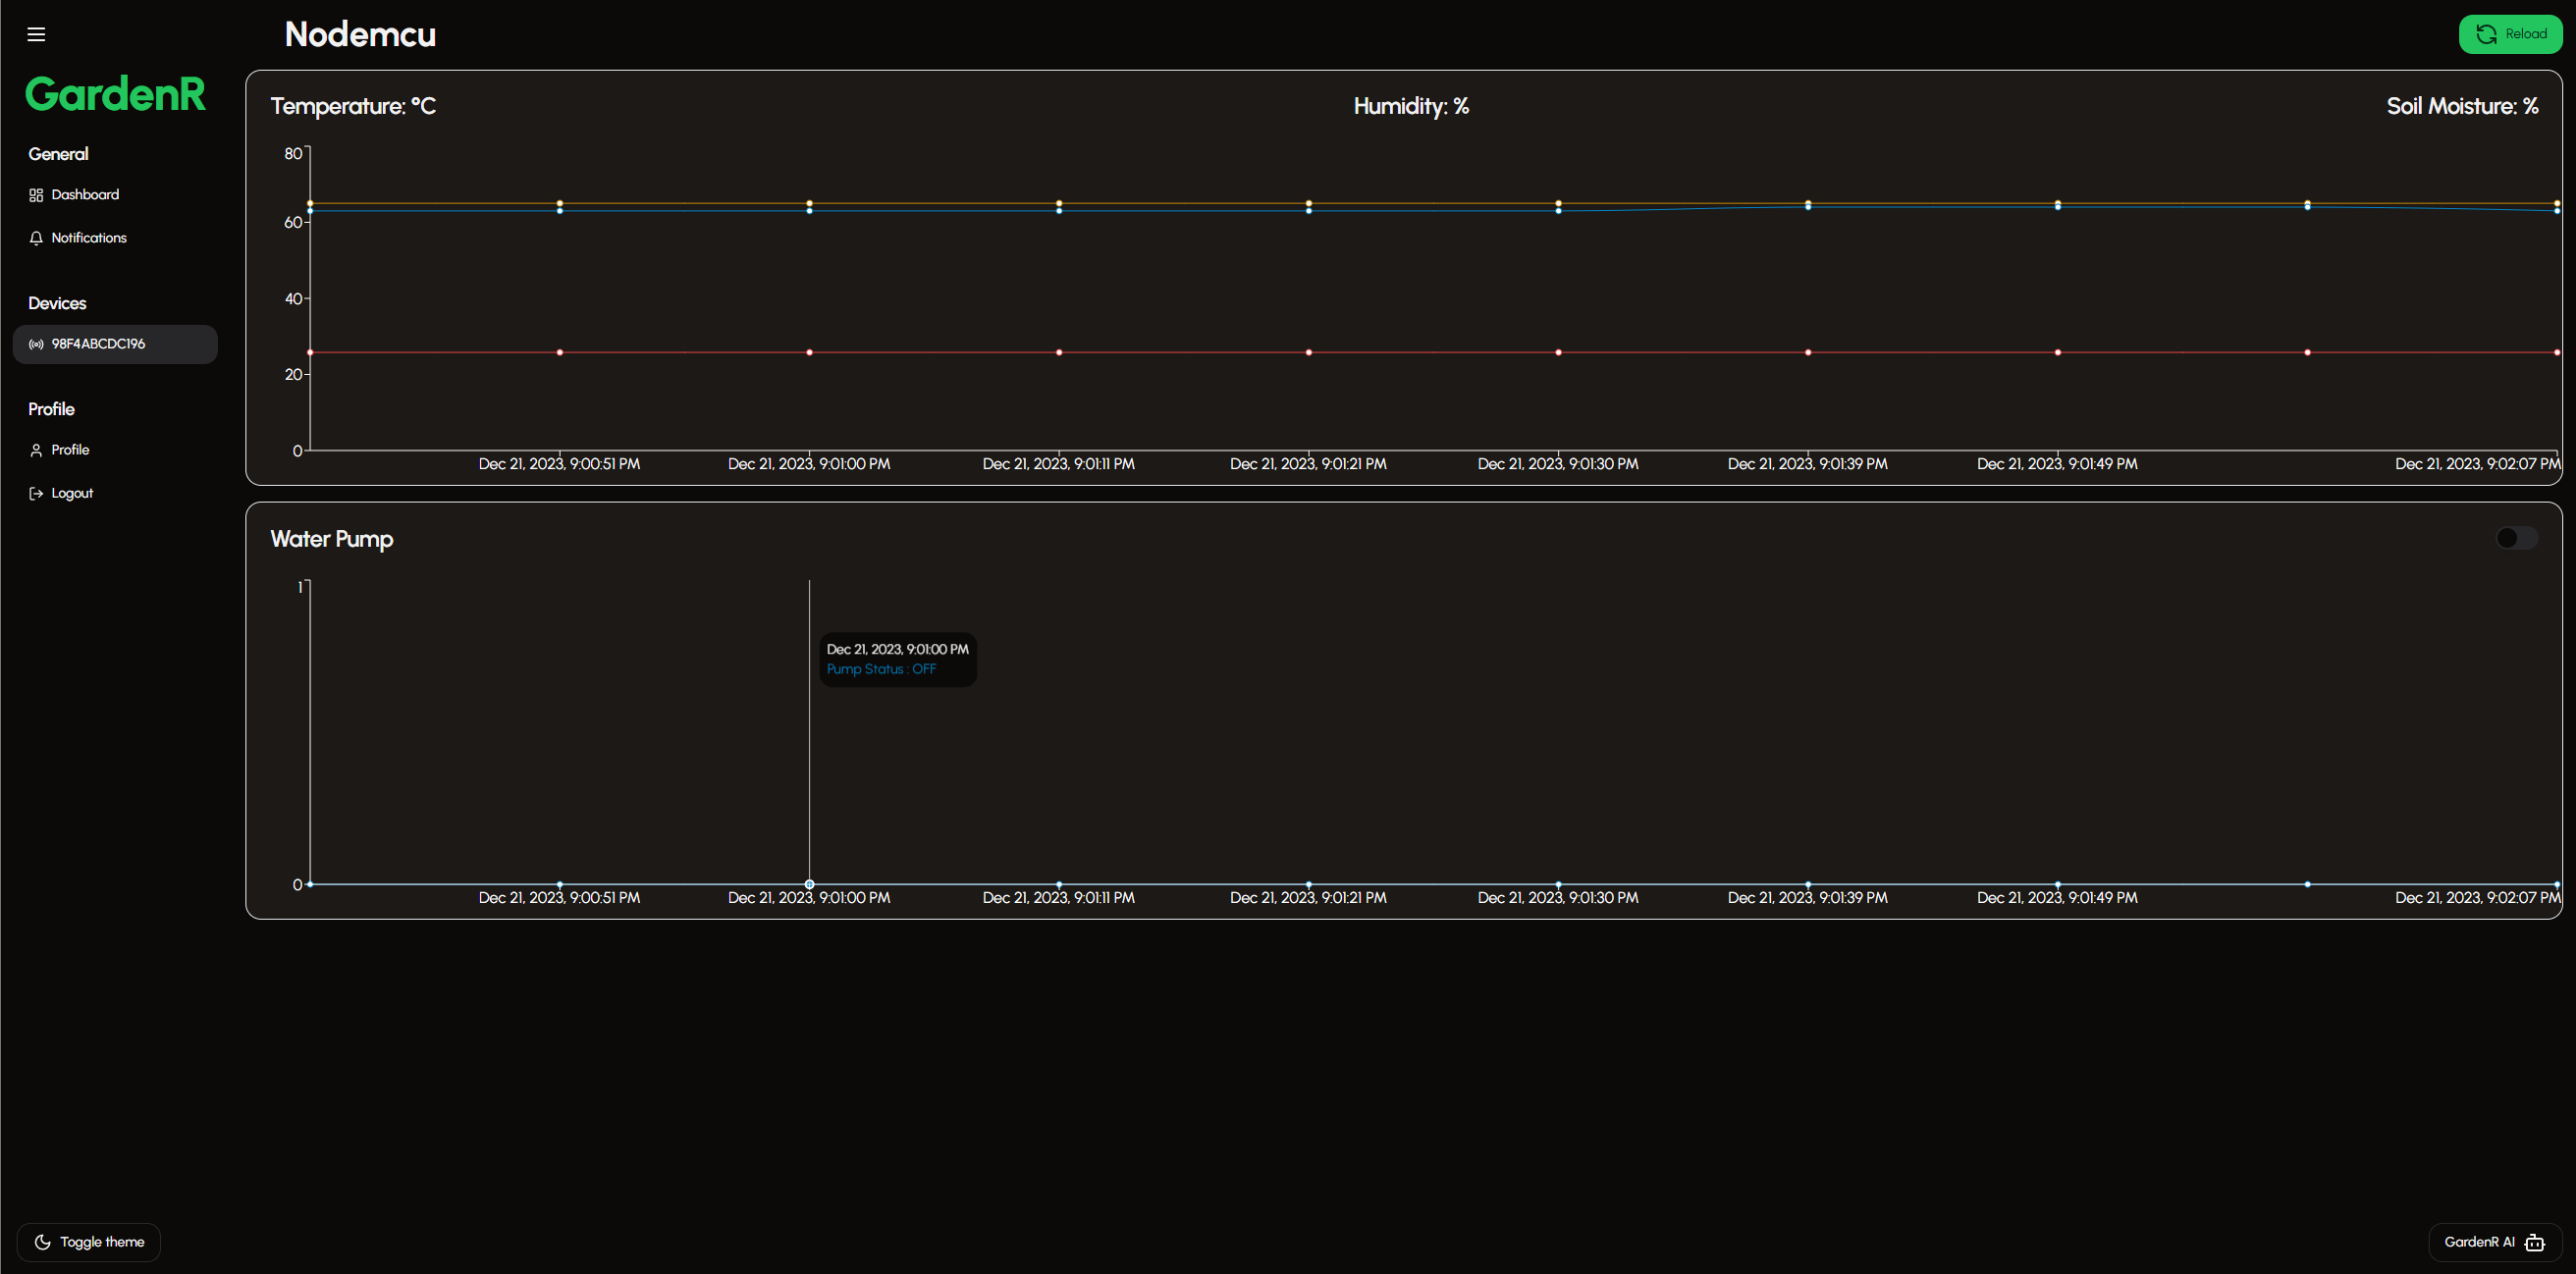 Nodemcu
Reload
GardenR
General
Dashboard
Notifications
Devices
98F4ABCDC196
Profile
Profile
Logout
Temperature: °C
Humidity: %
Soil Moisture: %
80
60
40
20
0
Dec 21, 2023, 9:00:51 PM
Dec 21, 2023, 9:01:00 PM
Dec 21, 2023, 9:01:11 PM
Dec 21, 2023, 9:01:21 PM
Dec 21, 2023, 9:01:30 PM
Dec 21, 2023, 9:01:39 PM
Dec 21, 2023, 9:01:49 PM
Dec 21, 2023, 9:02:07 PM
Water Pump
1
Dec 21, 2023, 9:01:00 PM
Pump Status : OFF
0
Dec 21, 2023, 9:00:51 PM
Dec 21, 2023, 9:01:00 PM
Dec 21, 2023, 9:01:11 PM
Dec 21, 2023, 9:01:21 PM
Dec 21, 2023, 9:01:30 PM
Dec 21, 2023, 9:01:39 PM
Dec 21, 2023, 9:01:49 PM
Dec 21, 2023, 9:02:07 PM
Toggle theme
GardenR AI